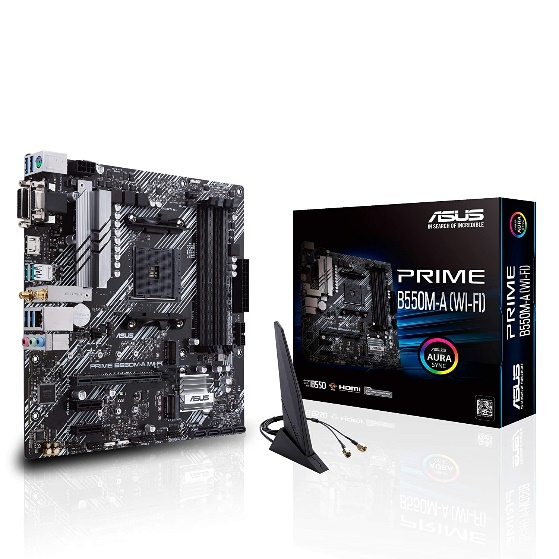 ASUS
IN SEARCH OF INCREDIBLE
PRIME
B550M-A (WI-FI)
AURA
SYNC
B550
HDMI
PRIME
B550M-A (WI-FI)
ASUS
AURA
ASUS
PRIME B550M-A WI-FI
ASUS